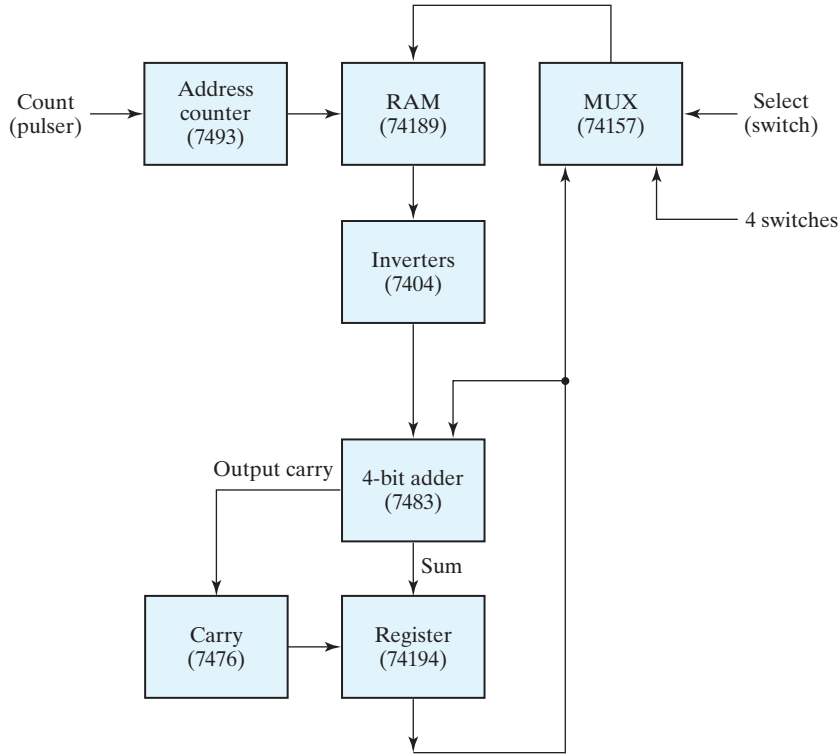 Count
(pulser)
Address
counter
(7493)
RAM
(74189)
MUX
(74157)
Select
(switch)
4 switches
Inverters
(7404)
Output carry
4-bit adder
(7483)
Sum
Carry
(7476)
Register
(74194)